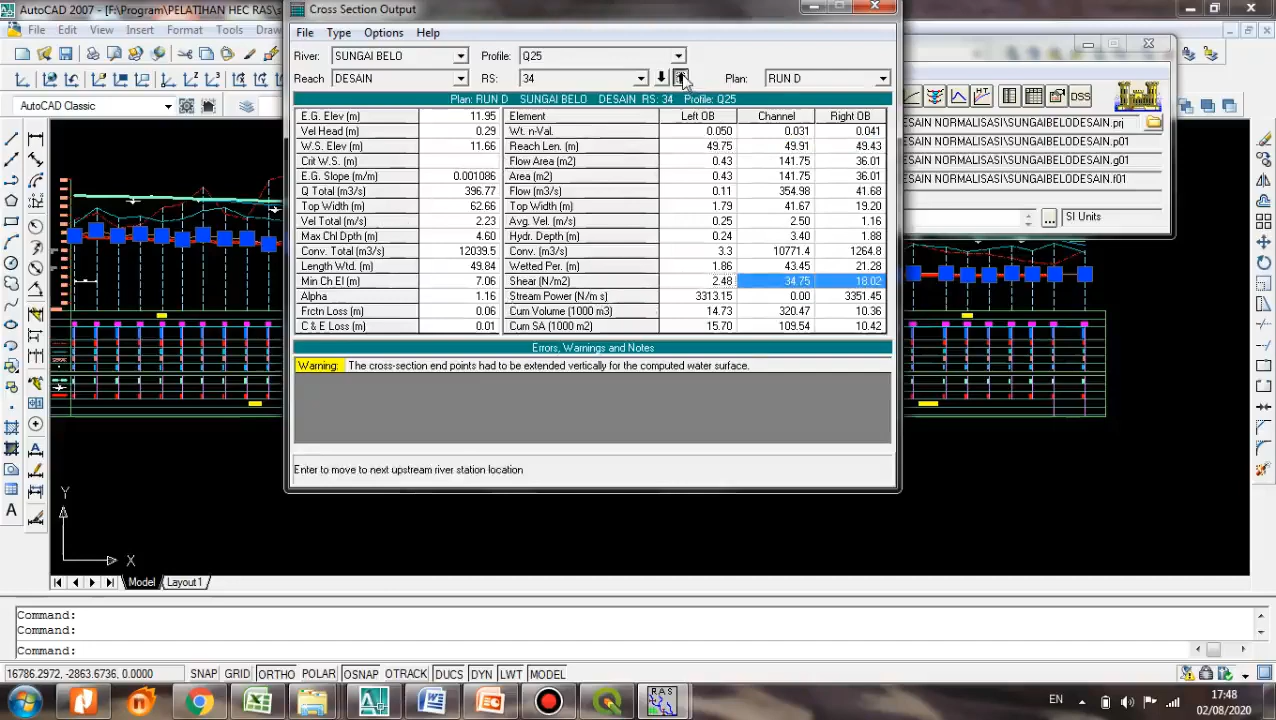 AutoCAD 2007 - [F:\Program\PELATIHAN HEC RAS\s
File Edit View Insert Format
AutoCAD Classic
Cross Section Output
File Type Options Help
River: SUNGAI BELO Profile: Q25
Reach DESAIN RS: 34 Plan: RUN D
Plan: RUN D SUNGAI BELO DESAIN RS: 34 Profile: Q25
E.G. Elev (m) 11.95 Element Left OB Channel Right OB
Vel Head (m) 0.29 Wt. n-Val. 0.050 0.031 0.041
W.S. Elev (m) 11.66 Reach Len. (m) 49.75 49.91 49.43
Crit W.S. (m) Flow Area (m2) 0.43 141.75 36.01
E.G. Slope (m/m) 0.001086 Area (m2) 0.43 141.75 36.01
Q Total (m3/s) 396.77 Flow (m3/s) 0.11 354.98 41.68
Top Width (m) 62.66 Top Width (m) 1.79 41.67 19.20
Vel Total (m/s) 2.23 Avg. Vel. (m/s) 0.25 2.50 1.16
Max Chl Dpth (m) 4.60 Hydr. Depth (m) 0.24 3.40 1.88
Conv. Total (m3/s) 12039.5 Conv. (m3/s) 3.3 10771.4 1264.8
Length Wtd. (m) 49.84 Wetted Per. (m) 1.86 43.45 21.28
Min Ch El (m) 7.06 Shear (N/m2) 2.48 34.75 18.02
Alpha 1.16 Stream Power (N/m s) 3313.15 0.00 3351.45
Frctn Loss (m) 0.06 Cum Volume (1000 m3) 14.73 320.47 10.36
C & E Loss (m) 0.01 Cum SA (1000 m2) 15.70 109.54 10.42
Errors, Warnings and Notes
Warning: The cross-section end points had to be extended vertically for the computed water surface.
Enter to move to next upstream river station location
DSS
ESAIN NORMALISASI\SUNGAIBELODESAIN.prj
ESAIN NORMALISASI\SUNGAIBELODESAIN.p01
ESAIN NORMALISASI\SUNGAIBELODESAIN.g01
ESAIN NORMALISASI\SUNGAIBELODESAIN.f01
... SI Units
Y
X
A
Model Layout1
Command:
Command:
Command:
16786.2972, -2863.6736, 0.0000 SNAP GRID ORTHO POLAR OSNAP OTRACK DUCS DYN LWT MODEL
RAS
EN 17:48
02/08/2020